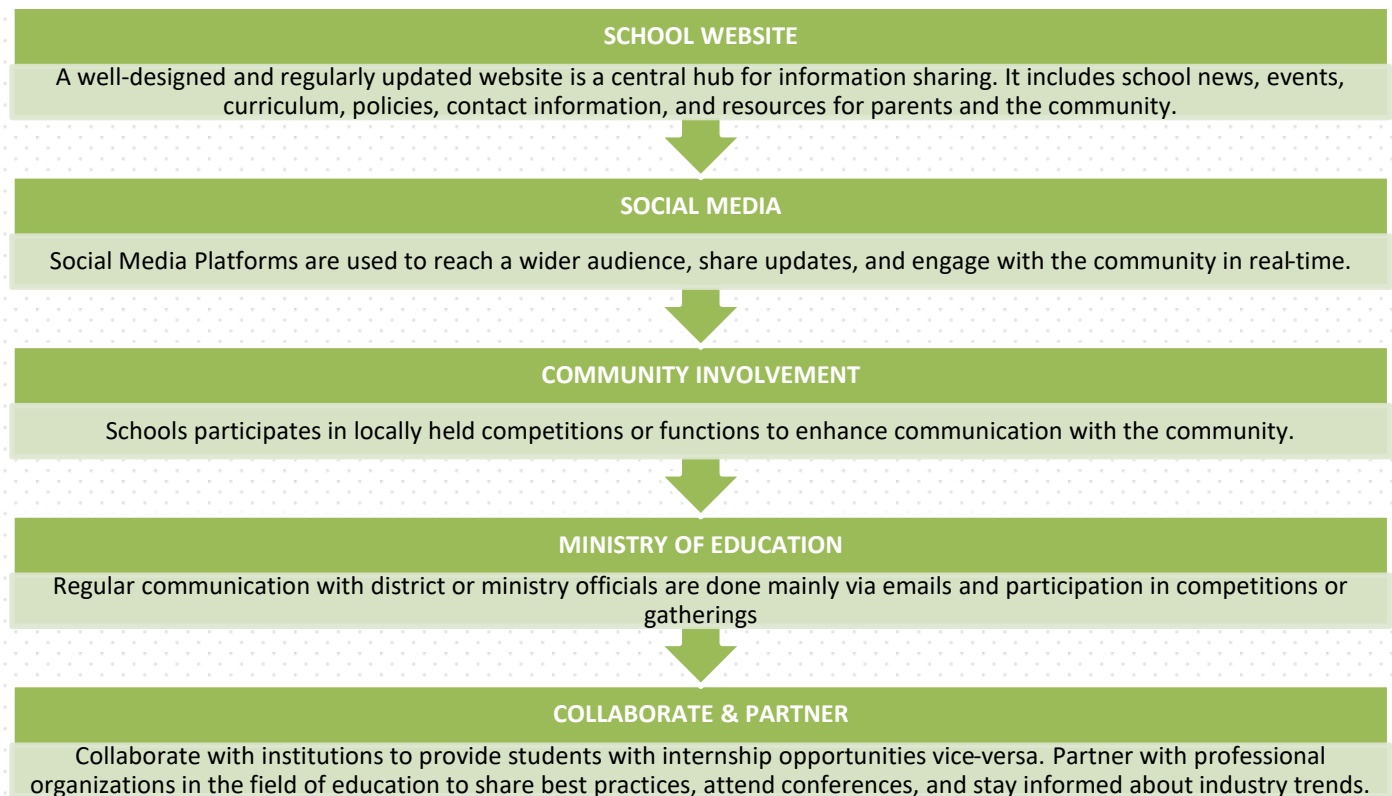 SCHOOL WEBSITE
A well-designed and regularly updated website is a central hub for information sharing. It includes school news, events,
curriculum, policies, contact information, and resources for parents and the community.
SOCIAL MEDIA
Social Media Platforms are used to reach a wider audience, share updates, and engage with the community in real-time.
COMMUNITY INVOLVEMENT
Schools participates in locally held competitions or functions to enhance communication with the community.
MINISTRY OF EDUCATION
Regular communication with district or ministry officials are done mainly via emails and participation in competitions or
gatherings
COLLABORATE & PARTNER
Collaborate with institutions to provide students with internship opportunities vice-versa. Partner with professional
organizations in the field of education to share best practices, attend conferences, and stay informed about industry trends.